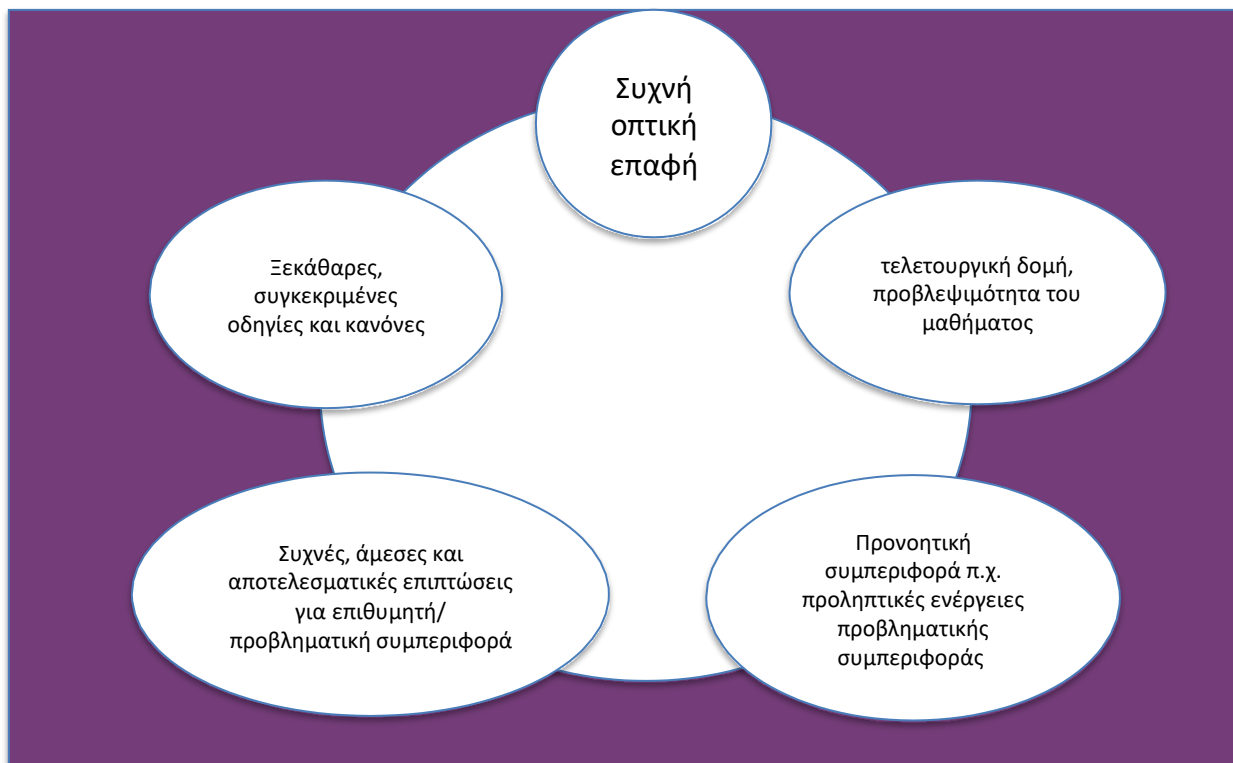 Συχνή
οπτική
επαφή
Ξεκάθαρες,
συγκεκριμένες
οδηγίες και κανόνες
τελετουργική δομή,
προβλεψιμότητα του
μαθήματος
Συχνές, άμεσες και
αποτελεσματικές επιπτώσεις
για επιθυμητή/
προβληματική συμπεριφορά
Προνοητική
συμπεριφορά π.χ.
προληπτικές ενέργειες
προβληματικής
συμπεριφοράς